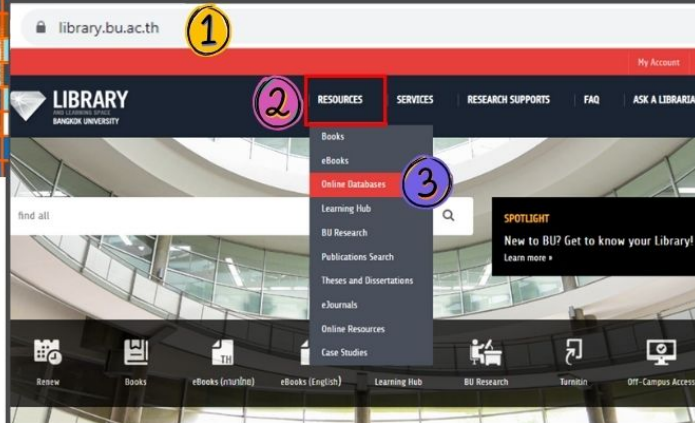 library.bu.ac.th
1
My Account
LIBRARY
AND LEARNING SPACE
BANGKOK UNIVERSITY
2
RESOURCES
SERVICES
RESEARCH SUPPORTS
FAQ
ASK A LIBRARIA
Books
eBooks
Online Databases
3
Learning Hub
BU Research
Publications Search
Theses and Dissertations
eJournals
Online Resources
Case Studies
find all
SPOTLIGHT
New to BU? Get to know your Library!
Learn more »
TH
Renew
Books
eBooks (ภาษาไทย)
eBooks (English)
Learning Hub
BU Research
Turnitin
Off-Campus Access